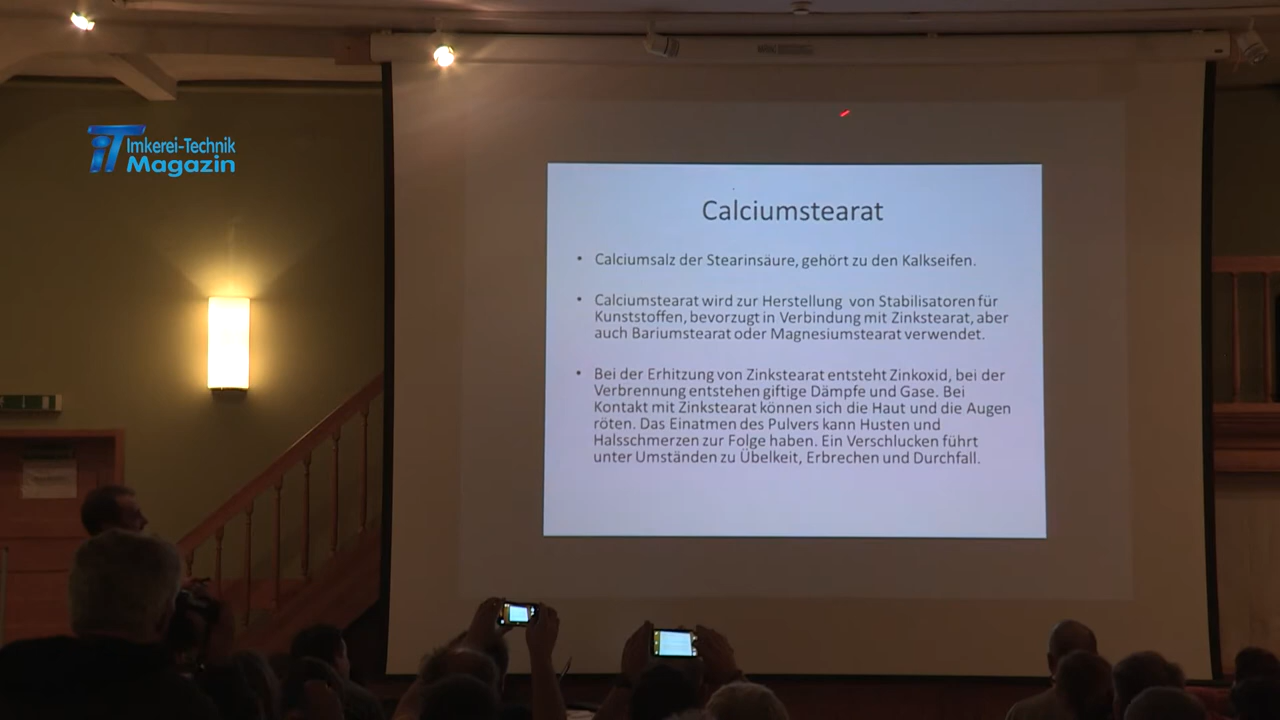 Imkerei-Technik
Magazin
Calciumstearat
• Calciumsalz der Stearinsäure, gehört zu den Kalkseifen.
• Calciumstearat wird zur Herstellung von Stabilisatoren für
Kunststoffen, bevorzugt in Verbindung mit Zinkstearat, aber
auch Bariumstearat oder Magnesiumstearat verwendet.
• Bei der Erhitzung von Zinkstearat entsteht Zinkoxid, bei der
Verbrennung entstehen giftige Dämpfe und Gase. Bei
Kontakt mit Zinkstearat können sich die Haut und die Augen
röten. Das Einatmen des Pulvers kann Husten und
Halsschmerzen zur Folge haben. Ein Verschlucken führt
unter Umständen zu Übelkeit, Erbrechen und Durchfall.